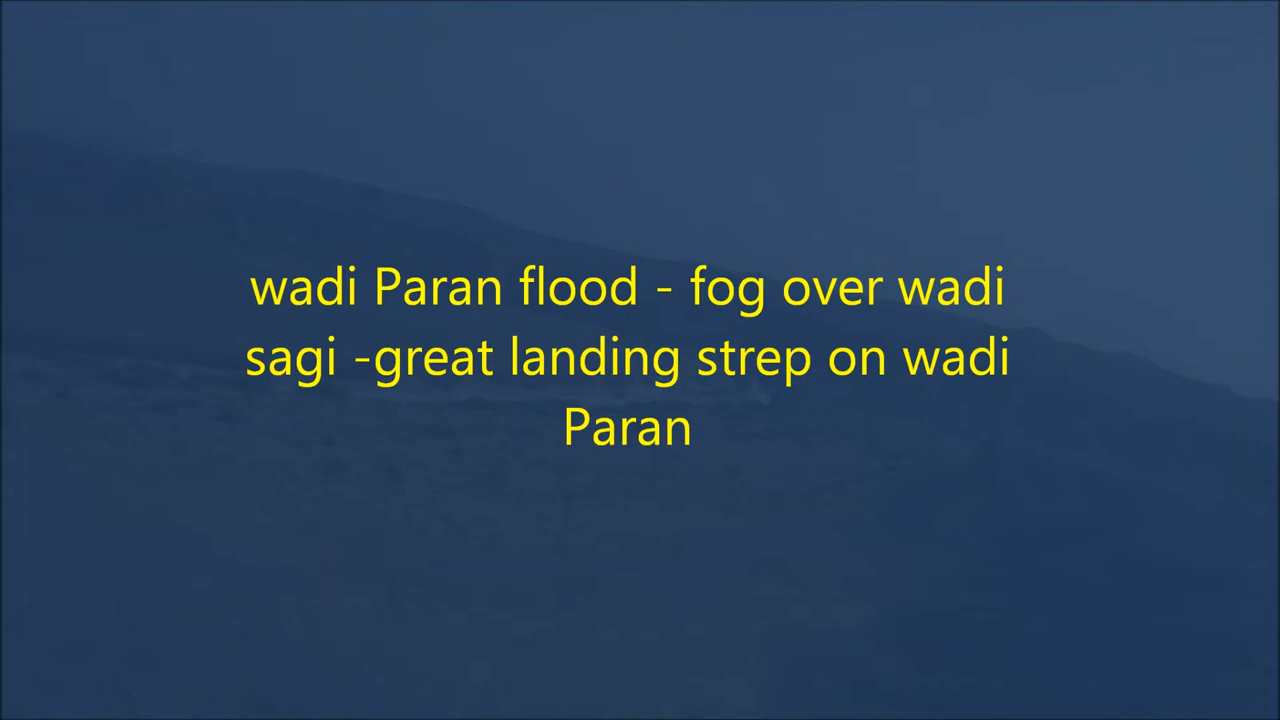 wadi Paran flood - fog over wadi
sagi -great landing strep on wadi
Paran